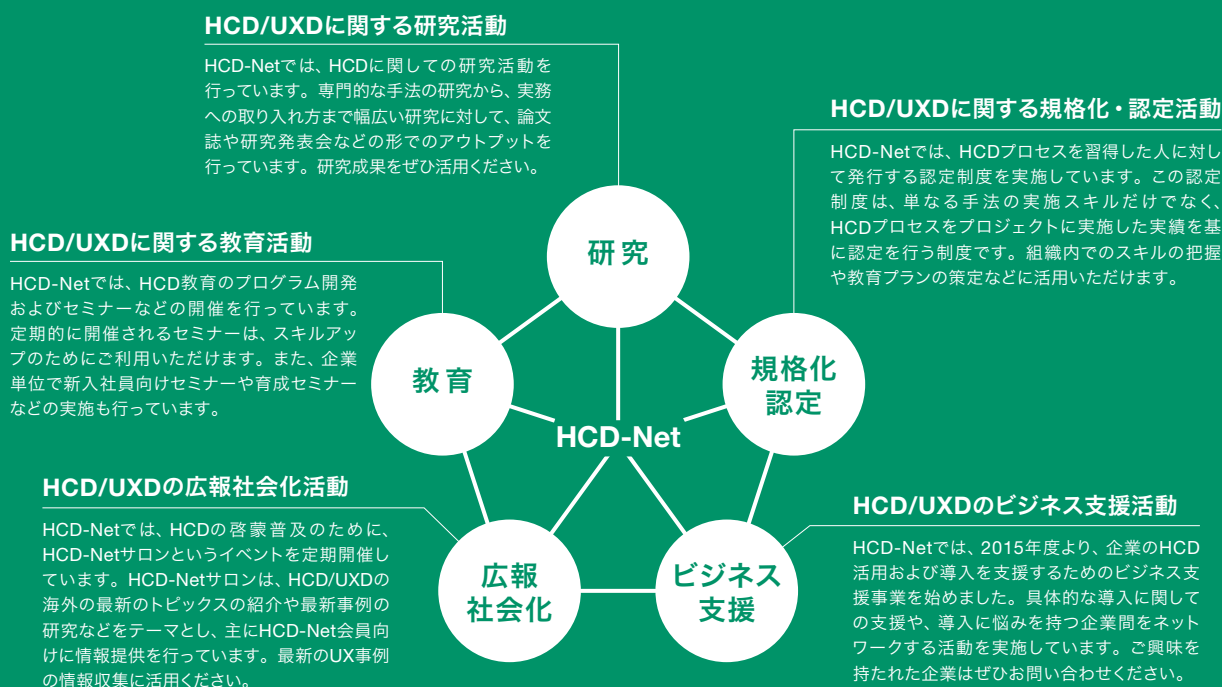 HCD/UXDに関する研究活動
HCD-Netでは、HCDに関しての研究活動を
行っています。専門的な手法の研究から、実務
への取り入れ方まで幅広い研究に対して、論文
誌や研究発表会などの形でのアウトプットを
行っています。研究成果をぜひ活用ください。
HCD/UXDに関する規格化・認定活動
HCD-Netでは、HCDプロセスを習得した人に対し
て発行する認定制度を実施しています。この認定
制度は、単なる手法の実施スキルだけでなく、
HCDプロセスをプロジェクトに実施した実績を基
に認定を行う制度です。組織内でのスキルの把握
や教育プランの策定などに活用いただけます。
HCD/UXDに関する教育活動
HCD-Netでは、HCD教育のプログラム開発
およびセミナーなどの開催を行っています。
定期的に開催されるセミナーは、スキルアッ
プのためにご利用いただけます。また、企業
単位で新入社員向けセミナーや育成セミナー
などの実施も行っています。
研究
教育
規格化
認定
HCD-Net
広報
社会化
ビジネス
支援
HCD/UXDの広報社会化活動
HCD-Netでは、HCDの啓蒙普及のために、
HCD-Netサロンというイベントを定期開催し
ています。HCD-Netサロンは、HCD/UXDの
海外の最新のトピックスの紹介や最新事例の
研究などをテーマとし、主にHCD-Net会員向
けに情報提供を行っています。最新のUX事例
の情報収集に活用ください。
HCD/UXDのビジネス支援活動
HCD-Netでは、2015年度より、企業のHCD
活用および導入を支援するためのビジネス支
援事業を始めました。具体的な導入に関して
の支援や、導入に悩みを持つ企業間をネット
ワークする活動を実施しています。ご興味を
持たれた企業はぜひお問い合わせください。